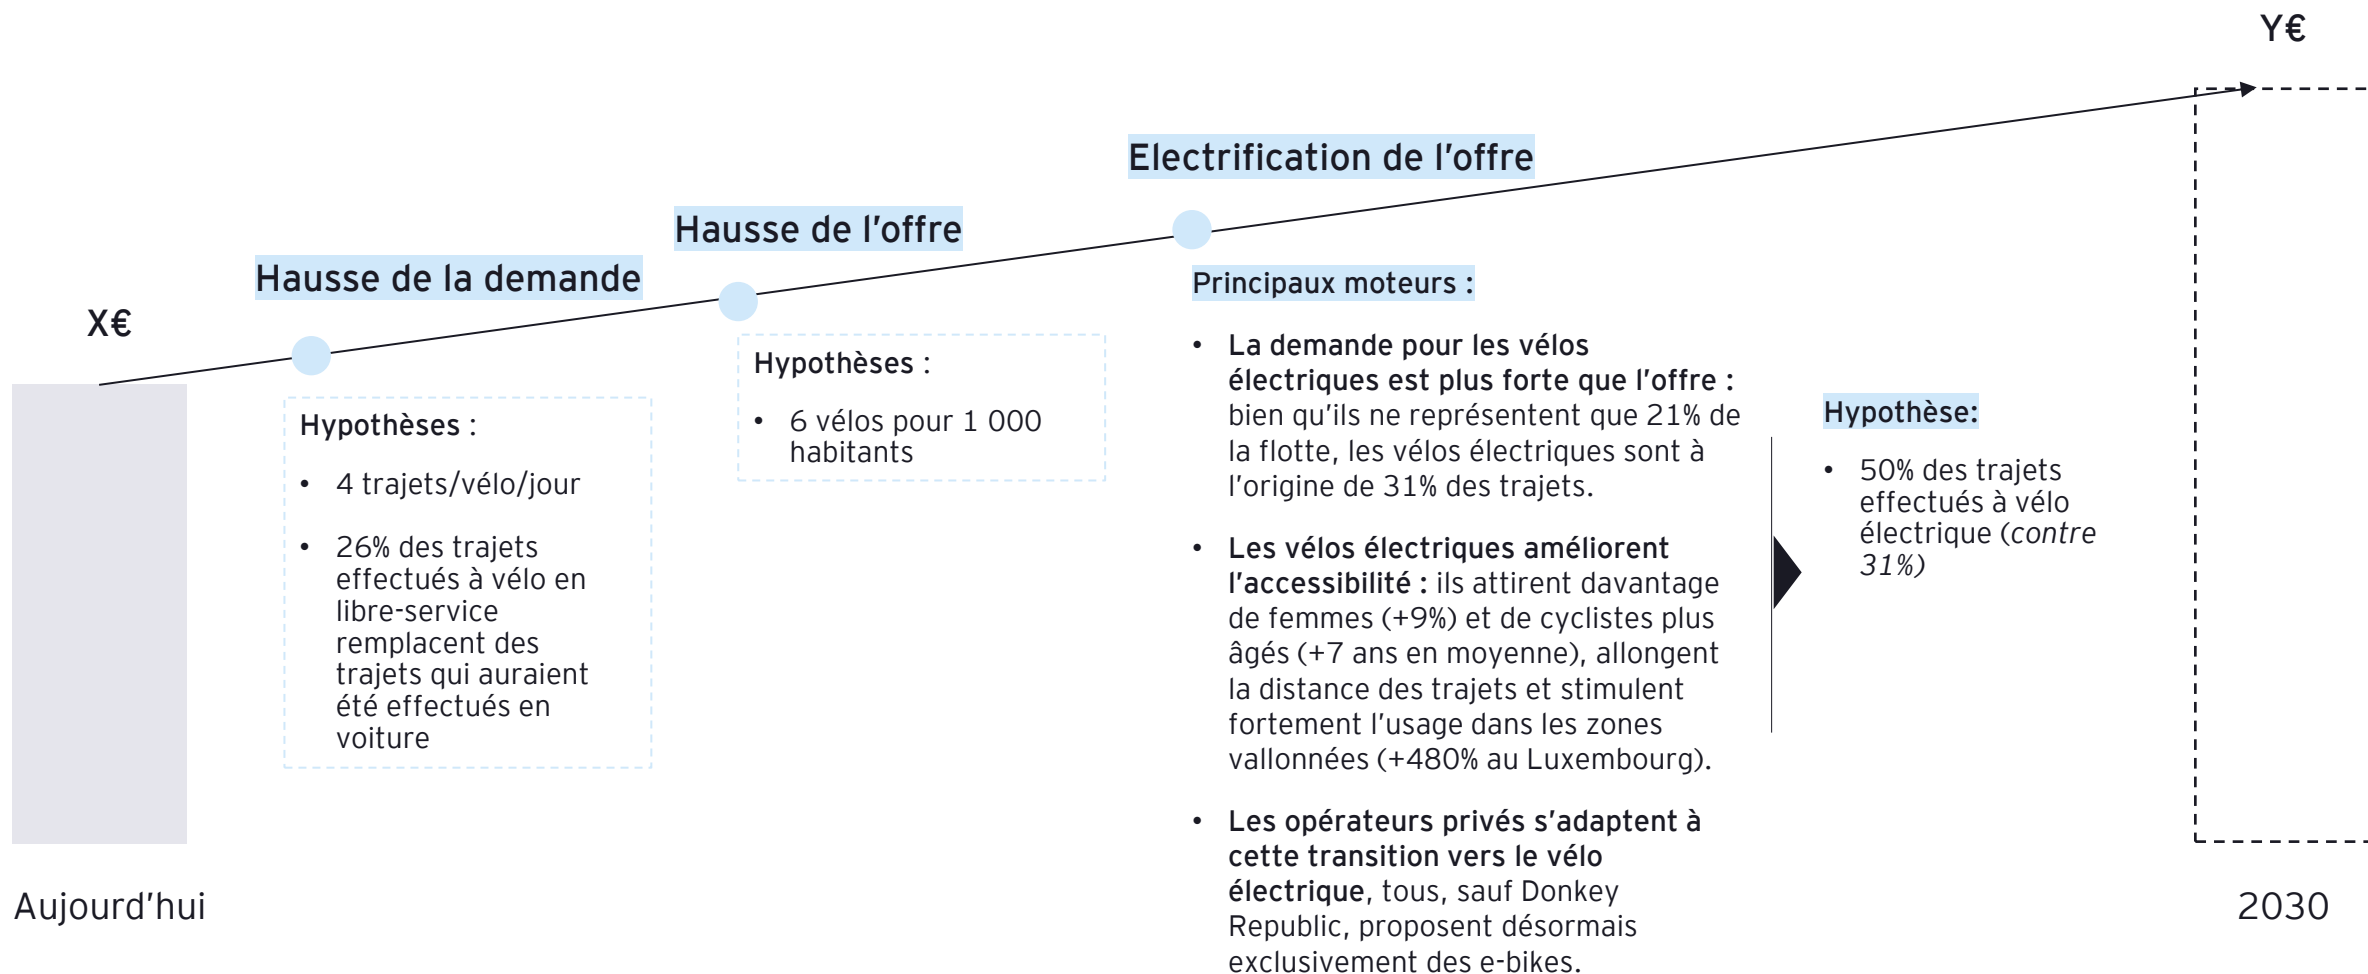 Y€
Electrification de l'offre
Hausse de l'offre
Hausse de la demande
X€
Hypothèses :
• 4 trajets/vélo/jour
• 26% des trajets
effectués à vélo en
libre-service
remplacent des
trajets qui auraient
été effectués en
voiture
Hypothèses :
• 6 vélos pour 1 000
habitants
Principaux moteurs :
• La demande pour les vélos
électriques est plus forte que l'offre :
bien qu'ils ne représentent que 21% de
la flotte, les vélos électriques sont à
l'origine de 31% des trajets.
• Les vélos électriques améliorent
l'accessibilité : ils attirent davantage
de femmes (+9%) et de cyclistes plus
âgés (+7 ans en moyenne), allongent
la distance des trajets et stimulent
fortement l'usage dans les zones
vallonnées (+480% au Luxembourg).
• Les opérateurs privés s'adaptent à
cette transition vers le vélo
électrique, tous, sauf Donkey
Republic, proposent désormais
exclusivement des e-bikes.
Hypothèse:
• 50% des trajets
effectués à vélo
électrique (contre
31%)
Aujourd'hui
2030